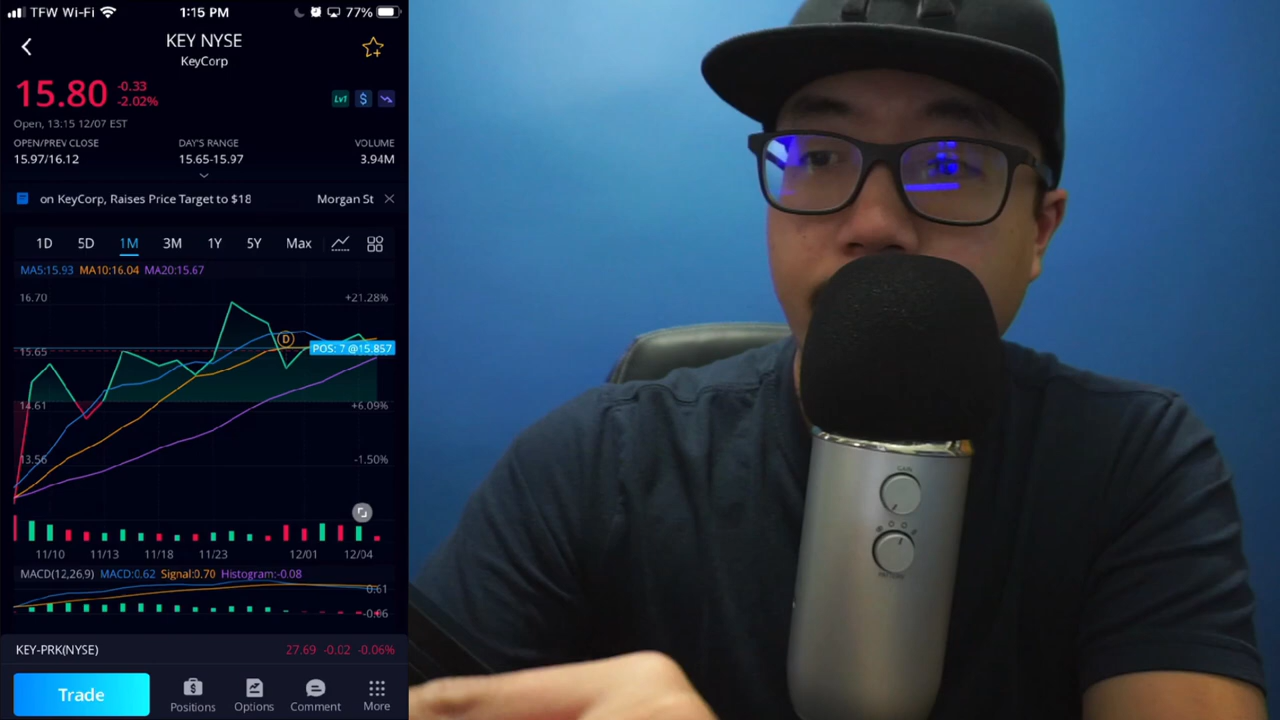 TFW Wi-Fi 1:15 PM 77%
KEY NYSE
KeyCorp
15.80 -0.33
-2.02%
Lv1 $
Open, 13:15 12/07 EST
OPEN/PREV CLOSE DAY'S RANGE VOLUME
15.97/16.12 15.65-15.97 3.94M
on KeyCorp, Raises Price Target to $18 Morgan St
1D 5D 1M 3M 1Y 5Y Max
MA5:15.93 MA10:16.04 MA20:15.67
16.70 +21.28%
D
POS: 7 @15.857
15.65
14.61 +6.09%
13.56 -1.50%
11/10 11/13 11/18 11/23 12/01 12/04
MACD(12,26,9) MACD:0.62 Signal:0.70 Histogram:-0.08
0.61
KEY-PRK(NYSE) 27.69 -0.02 -0.06%
Trade
Positions Options Comment More
GAIN
PATTERN